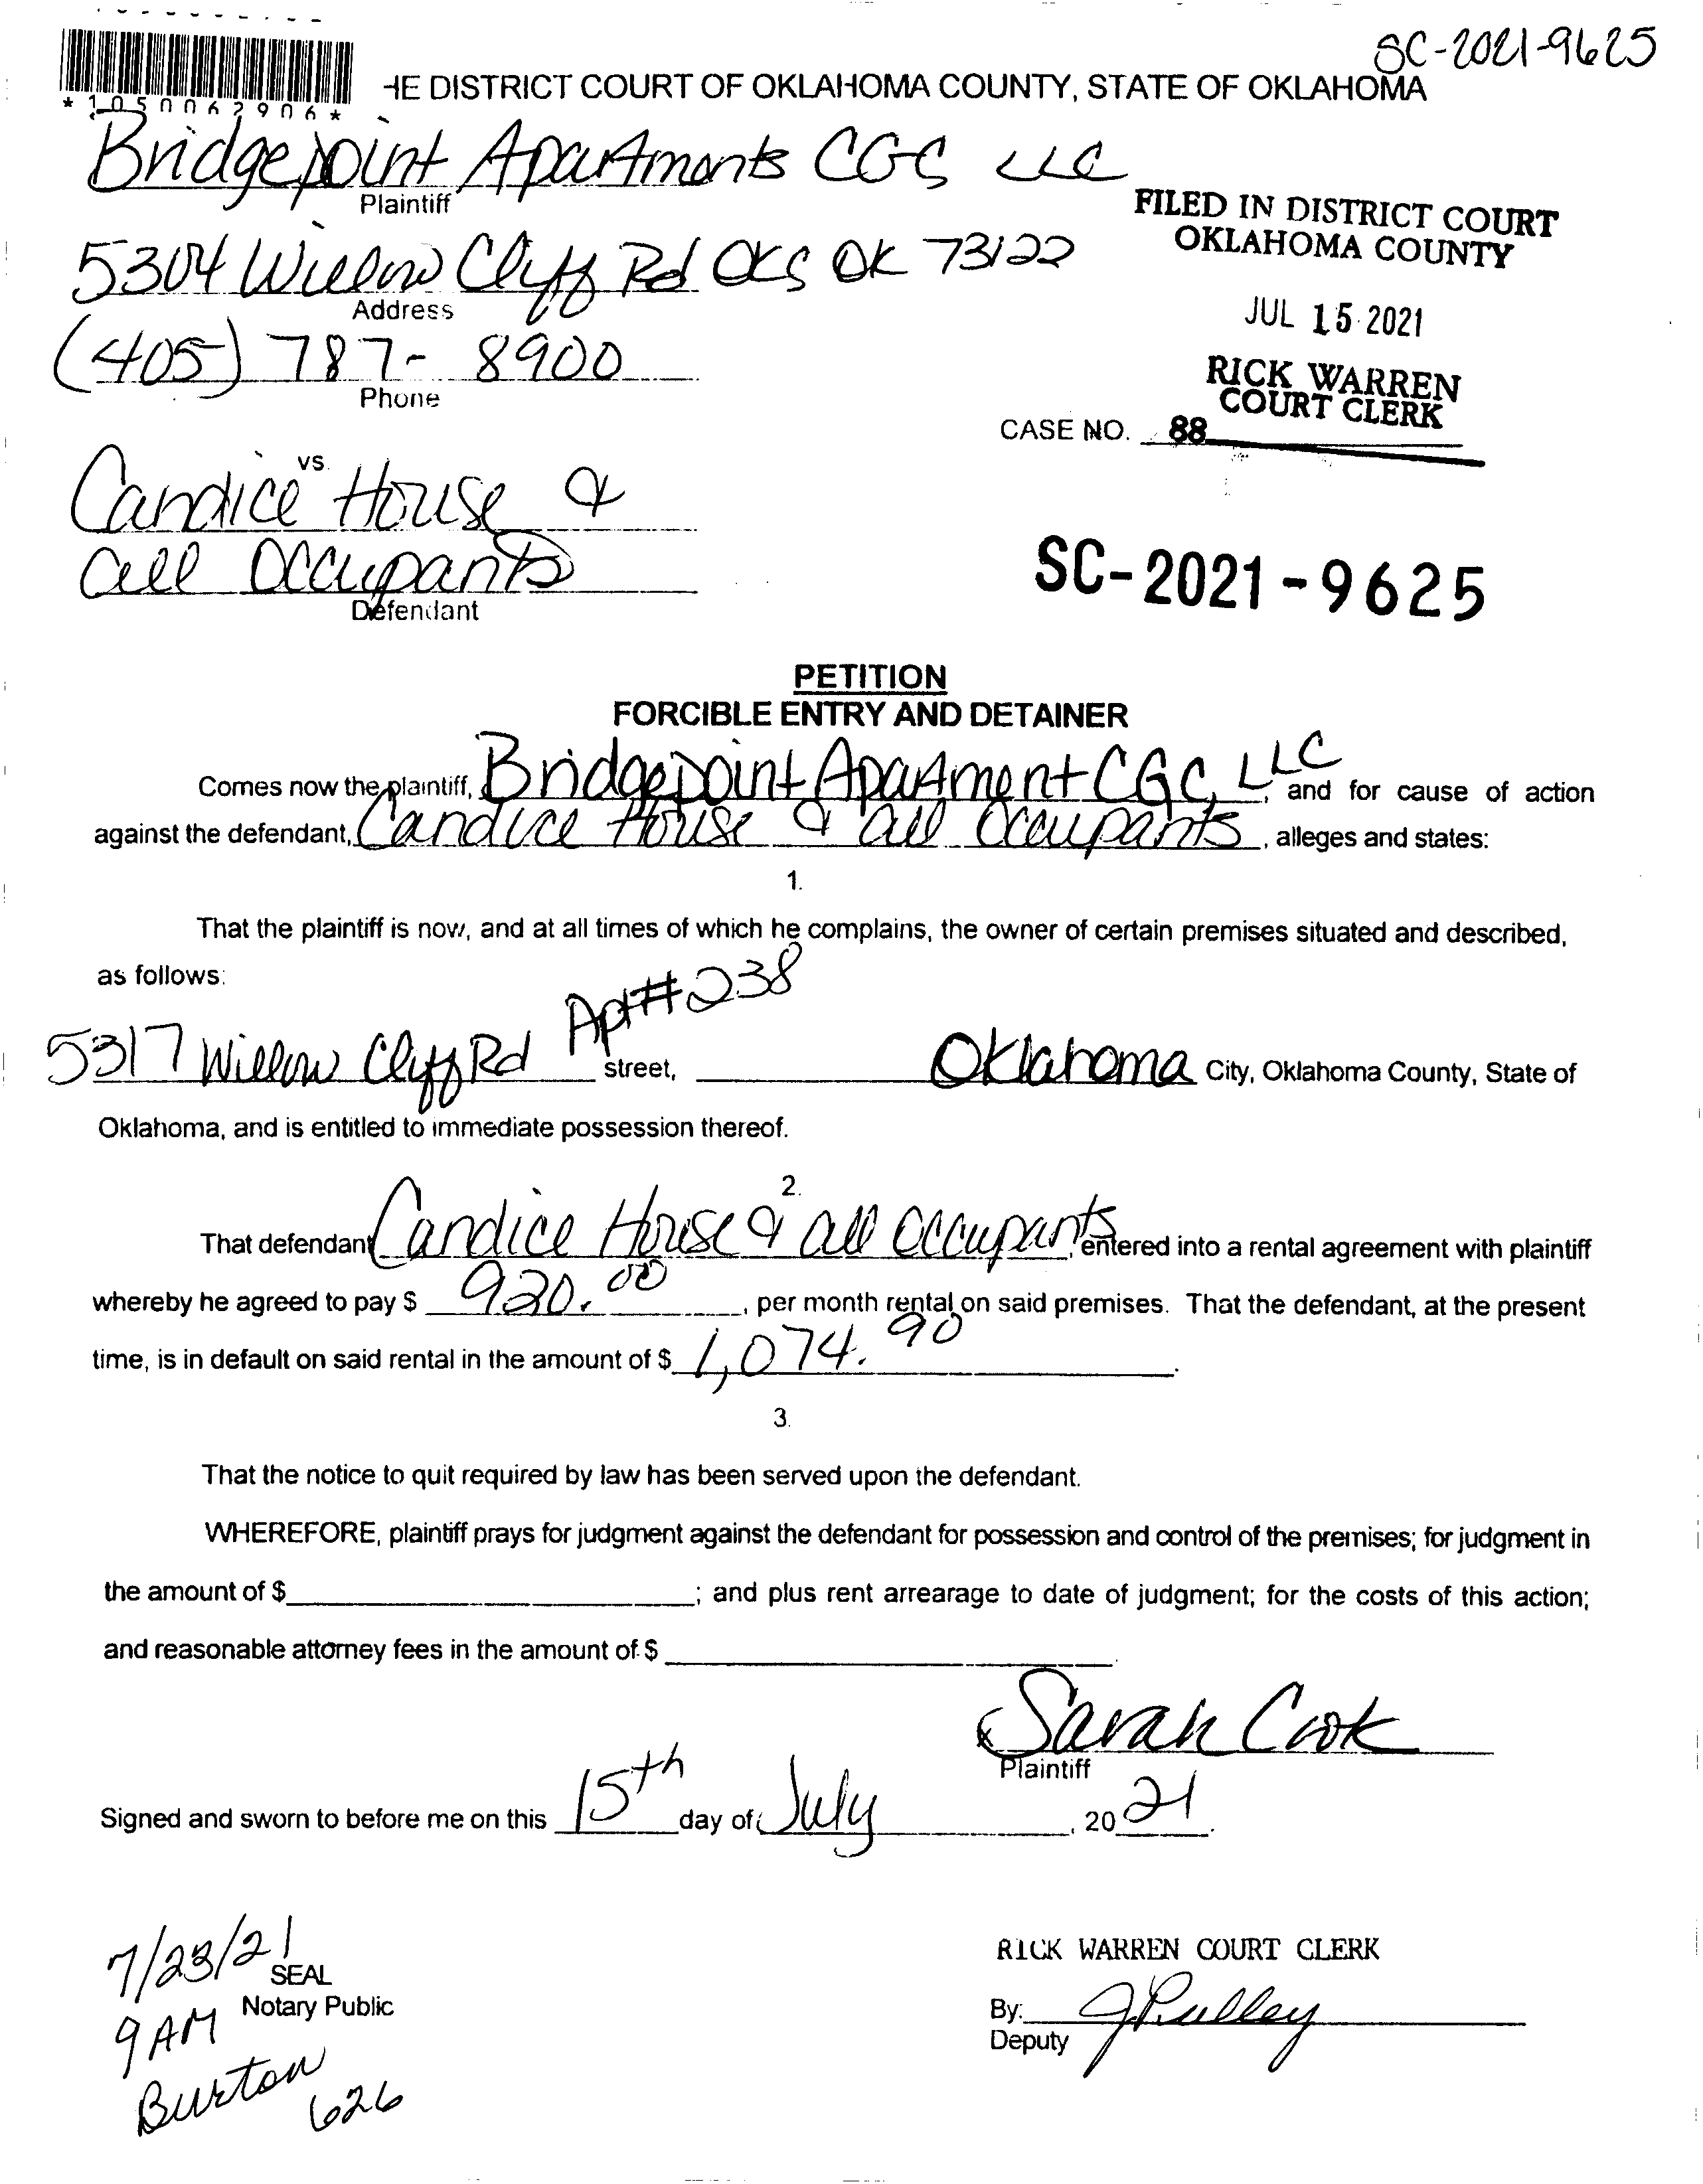 SC-2021-9625
*1050062906*
HE DISTRICT COURT OF OKLAHOMA COUNTY, STATE OF OKLAHOMA
Bridgepoint Apartments CGC LLC
Plaintiff
FILED IN DISTRICT COURT
OKLAHOMA COUNTY
5304 Willow Cliff Rd OKC OK 73122
Address
JUL 15 2021
(405) 787-8900
Phone
RICK WARREN
COURT CLERK
CASE NO. 88
vs.
Candice House &
all Occupants
Defendant
SC-2021-9625
PETITION
FORCIBLE ENTRY AND DETAINER
Comes now the plaintiff, Bridgepoint Apartment CGC, LLC, and for cause of action
against the defendant, Candice House & all Occupants, alleges and states:
1.
That the plaintiff is now, and at all times of which he complains, the owner of certain premises situated and described,
as follows:
5317 Willow Cliff Rd Apt#238 street, Oklahoma City, Oklahoma County, State of
Oklahoma, and is entitled to immediate possession thereof.
2.
That defendant Candice House & all Occupants, entered into a rental agreement with plaintiff
whereby he agreed to pay $ 920.00, per month rental on said premises. That the defendant, at the present
time, is in default on said rental in the amount of $ 1,074.90.
3.
That the notice to quit required by law has been served upon the defendant.
WHEREFORE, plaintiff prays for judgment against the defendant for possession and control of the premises; for judgment in
the amount of $ ; and plus rent arrearage to date of judgment; for the costs of this action;
and reasonable attorney fees in the amount of $ .
x Sarah Cook
Plaintiff
Signed and sworn to before me on this 15th day of July, 2021.
7/23/21
SEAL
Notary Public
9 AM
Burton
626
RICK WARREN COURT CLERK
By: J Pulley
Deputy